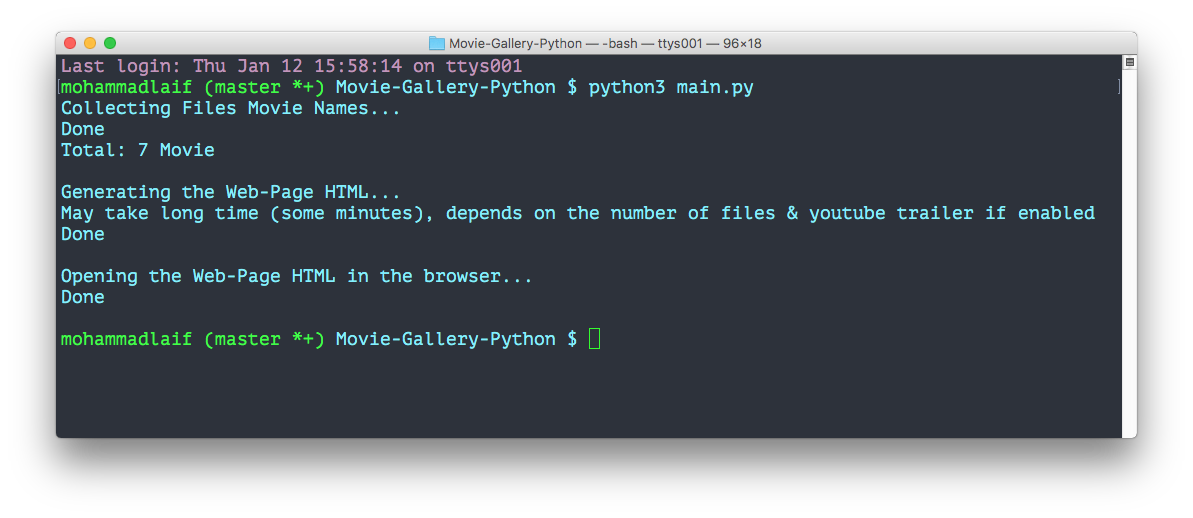 Movie-Gallery-Python — -bash — ttys001 — 96×18
Last login: Thu Jan 12 15:58:14 on ttys001
[mohammadlaif (master *+) Movie-Gallery-Python $ python3 main.py ]
Collecting Files Movie Names...
Done
Total: 7 Movie
Generating the Web-Page HTML...
May take long time (some minutes), depends on the number of files & youtube trailer if enabled
Done
Opening the Web-Page HTML in the browser...
Done
mohammadlaif (master *+) Movie-Gallery-Python $